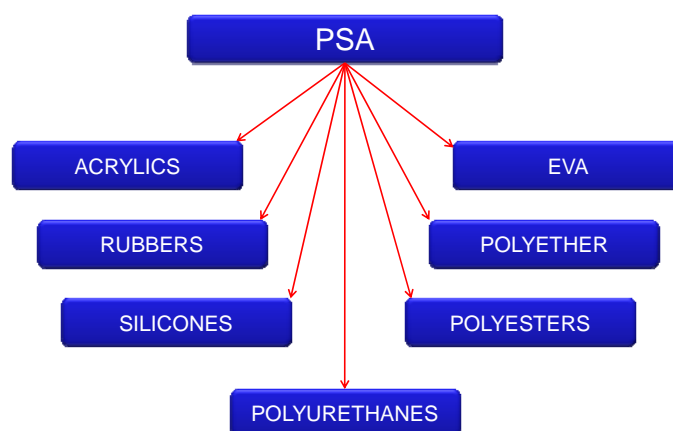 PSA
ACRYLICS
EVA
RUBBERS
POLYETHER
SILICONES
POLYESTERS
POLYURETHANES